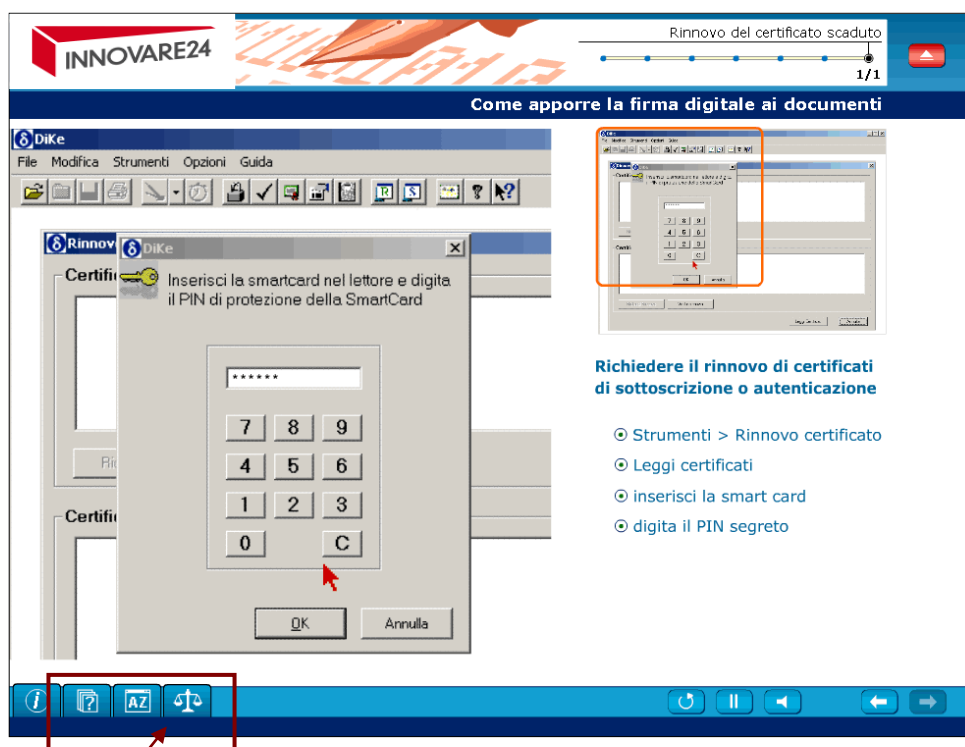 INNOVARE24
Rinnovo del certificato scaduto
1/1
Come apporre la firma digitale ai documenti
DiKe
File Modifica Strumenti Opzioni Guida
Rinnov
DiKe
Certifi
Inserisci la smartcard nel lettore e digita
il PIN di protezione della SmartCard
******
7 8 9
4 5 6
1 2 3
0 C
Ric
Certifi
OK Annulla
Richiedere il rinnovo di certificati
di sottoscrizione o autenticazione
Strumenti > Rinnovo certificato
Leggi certificati
inserisci la smart card
digita il PIN segreto
i ? AZ